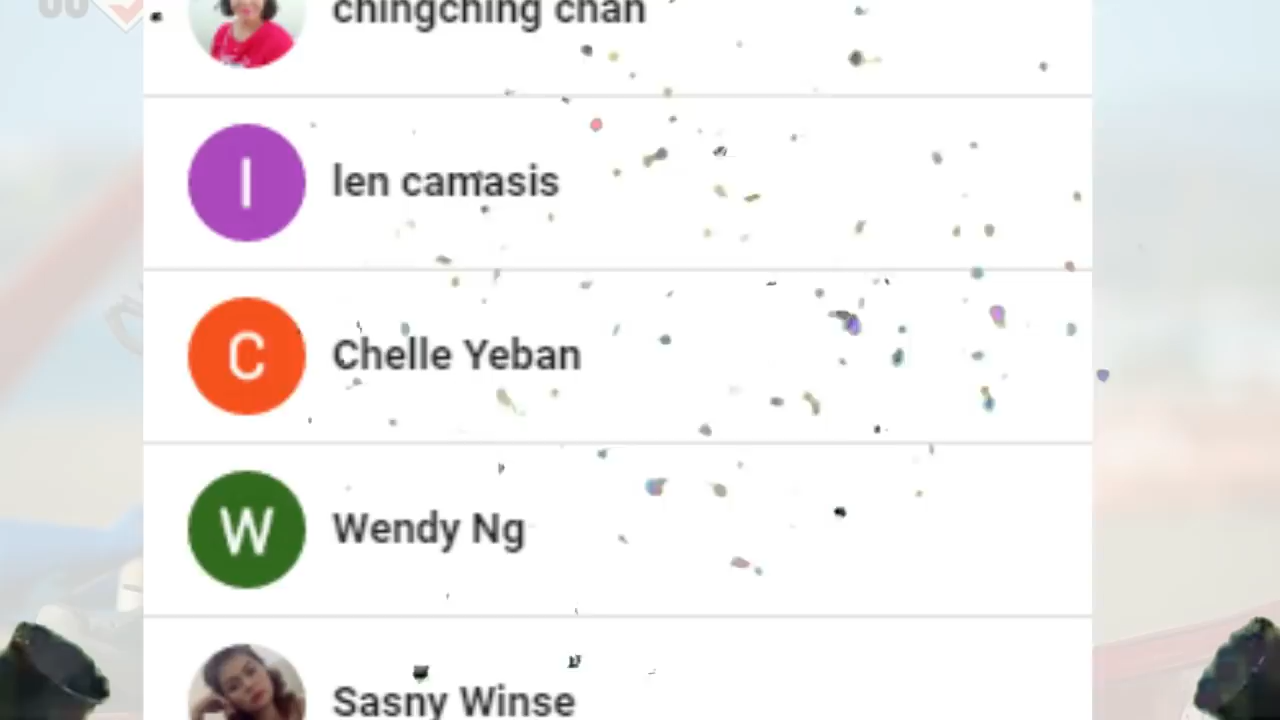 chingching chan
l
len camasis
C
Chelle Yeban
W
Wendy Ng
Sasny Winse